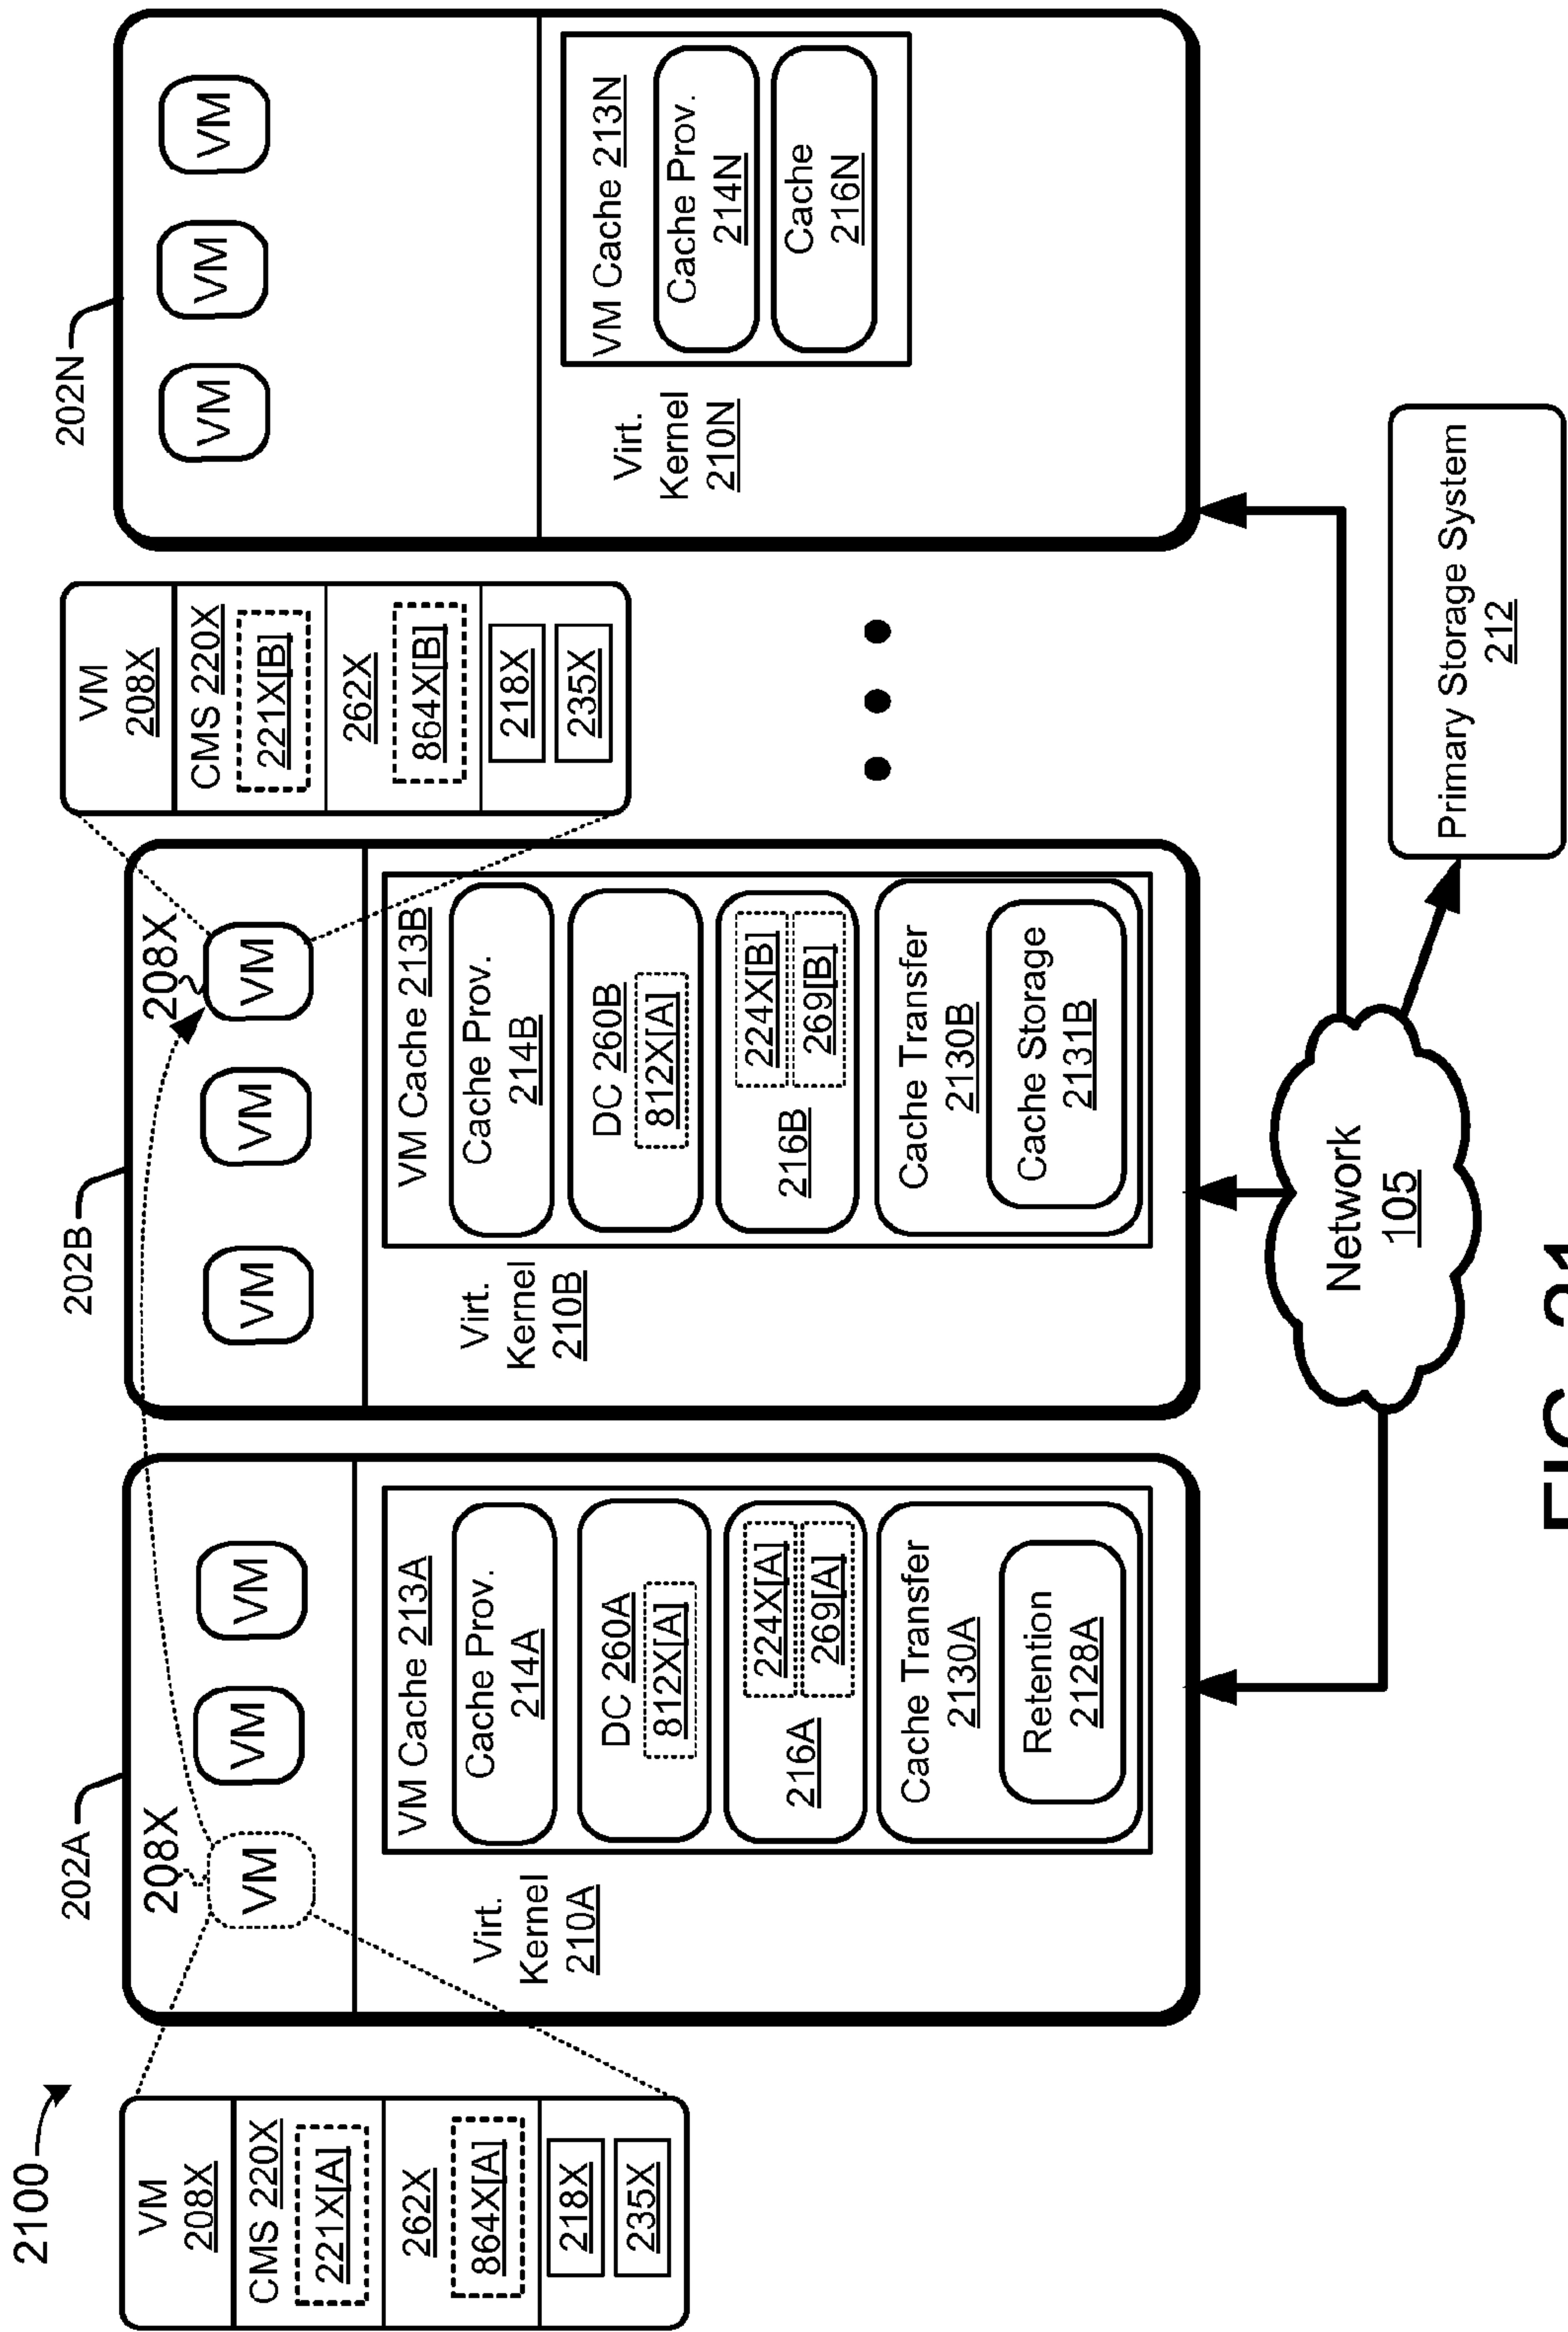 2100
VM
208X
CMS 220X
221X[A]
262X
864X[A]
218X
235X
202A
208X
VM
VM
VM
Virt.
Kernel
210A
VM Cache 213A
Cache Prov.
214A
DC 260A
812X[A]
216A
224X[A]
269[A]
Cache Transfer
2130A
Retention
2128A
202B
VM
VM
208X
VM
Virt.
Kernel
210B
VM Cache 213B
Cache Prov.
214B
DC 260B
812X[A]
216B
224X[B]
269[B]
Cache Transfer
2130B
Cache Storage
2131B
VM
208X
CMS 220X
221X[B]
262X
864X[B]
218X
235X
202N
VM
VM
VM
Virt.
Kernel
210N
VM Cache 213N
Cache Prov.
214N
Cache
216N
Network
105
Primary Storage System
212